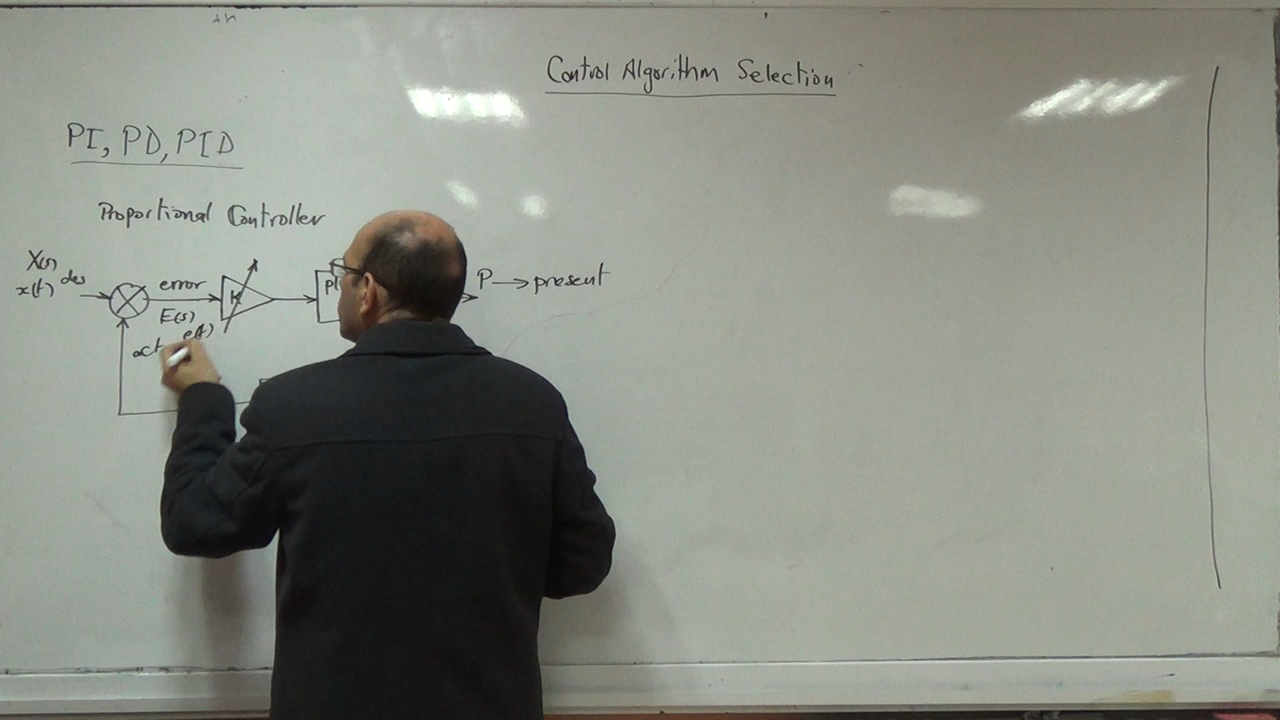 Control Algorithm Selection
PI, PD, PID
Proportional Controller
X(s)
x(t) des
error
K
P → present
E(s)
e(t)
act